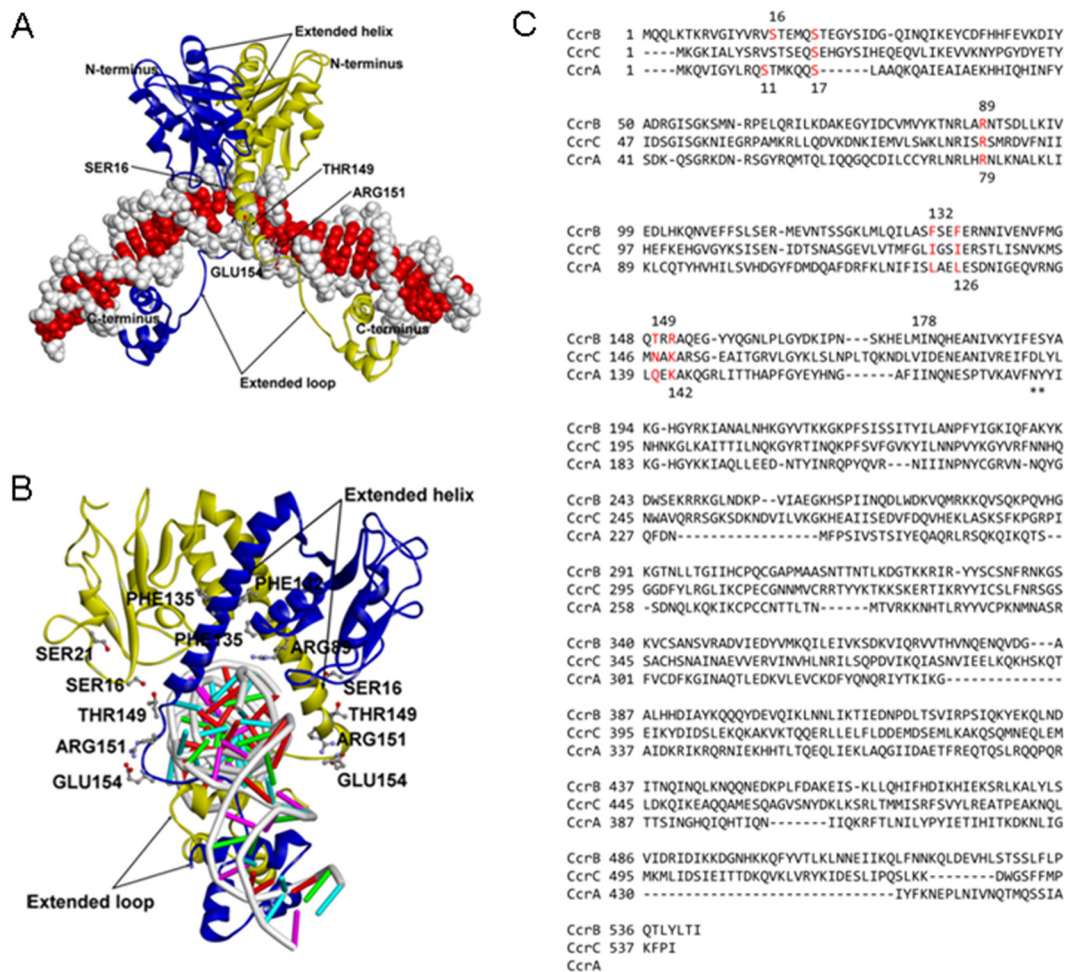 A
Extended helix
N-terminus
N-terminus
SER16
THR149
ARG151
GLU154
C-terminus
C-terminus
Extended loop
B
Extended helix
PHE135
PHE132
PHE135
ARG89
SER21
SER16
SER16
THR149
THR149
ARG151
ARG151
GLU154
GLU154
Extended loop
C
16
CcrB 1 MQQLKTKRVGIYVRVSTEMQSTEGYSIDG-QINQIKEYCDFHHFEVKDIY
CcrC 1 ----MKGKIALYSRVSTSEQSEHGYSIHEQEQVLIKEVVKNYPGYDYETY
CcrA 1 ----MKQVIGYLRQSTMKQQS------LAAQKQAIEAIAEKHHIQHINFY
11 17
89
CcrB 50 ADRGISGKSMN-RPELQRILKDAKEGYIDCVMVYKTNRLARNTSDLLKIV
CcrC 47 IDSGISGKNIEGRPAMKRLLQDVKDNKIEMVLSWKLNRISRSMRDVFNII
CcrA 41 SDK-QSGRKDN-RSGYRQMTQLIQQGQCDILCCYRLNRLHRNLKNALKLI
79
132
CcrB 99 EDLHKQNVEFFSLSER-MEVNTSSGKLMLQILASFSEFERNNIVENVFMG
CcrC 97 HEFKEHGVGYKSISEN-IDTSNASGEVLVTMFGLIGSIERSTLISNVKMS
CcrA 89 KLCQTYHVHILSVHDGYFDMDQAFDRFKLNIFISLAELESDNIGEQVRNG
126
149 178
CcrB 148 QTRRAQEG-YYQGNLPLGYDKIPN---SKHELMINQHEANIVKYIFESYA
CcrC 146 MNAKARSG-EAITGRVLGYKLSLNPLTQKNDLVIDENEANIVREIFDLYL
CcrA 139 LQEKAKQGRLITTHAPFGYEYHNG-----AFIINQNESPTVKAVFNYYI
142 **
CcrB 194 KG-HGYRKIANALNHKGYVTKKGKPFSISSITYILANPFYIGKIQFAKYK
CcrC 195 NHNKGLKAITTILNQKGYRTINQKPFSVFGVKYILNNPVYKGYVRFNNHQ
CcrA 183 KG-HGYKKIAQLLEED-NTYINRQPYQVR---NIIINPNYCGRVN-NQYG
CcrB 243 DWSEKRRKGLNDKP--VIAEGKHSPIINQDLWDKVQMRKKQVSQKPQVHG
CcrC 245 NWAVQRRSGKSDKNDVILVKGKHEAIISEDVFDQVHEKLASKSFKPGRPI
CcrA 227 QFDN----------------MFPSIVSTSIYEQAQRLRSQKQIKQTS--
CcrB 291 KGTNLLTGIIHCPQCGAPMAASNTTNTLKDGTKKRIR-YYSCSNFRNKGS
CcrC 295 GGDFYLRGLIKCPECGNNMVCRRTTYKTKKSKERTIKRYYICSLFNRSGS
CcrA 258 -SDNQLKQKIKCPCCNTTLTN------MTVRKKNHTLRYYVCPKNMNASR
CcrB 340 KVCSANSVRADVIEDYVMKQILEIVKSDKVIQRVVTHVNQENQVDG---A
CcrC 345 SACHSNAINAEVVERVINVHLNRILSQPDVIKQIASNVIEELKQKHSKQT
CcrA 301 FVCDFKGINAQTLEDKVLEVCKDFYQNQRIYTKIKG--------------
CcrB 387 ALHHDIAYKQQQYDEVQIKLNNLIKTIEDNPDLTSVIRPSIQKYEKQLND
CcrC 395 EIKYDIDSLEKQKAKVKTQQERLLELFLDDEMDSEMLKAKQSQMNEQLEM
CcrA 337 AIDKRIKRQRNIEKHHTLTQEQLIEKLAQGIIDAETFREQTQSLRQQPQR
CcrB 437 ITNQINQLKNQQNEDKPLFDAKEIS-KLLQHIFHDIKHIEKSRLKALYLS
CcrC 445 LDKQIKEAQQAMESQAGVSNYDKLKSRLTMMISRFSVYLREATPEAKNQL
CcrA 387 TTSINGHQIQHTIQN-------IIQKRFTLNILYPYIETIHITKDKNLIG
CcrB 486 VIDRIDIKKDGNHKKQFYVTLKLNNEIIKQLFNNKQLDEVHLSTSSLFLP
CcrC 495 MKMLIDSIEITTDKQVKLVRYKIDESLIPQSLKK------DWGSFFMP
CcrA 430 ------------------------IYFKNEPLNIVNQTMQSSIA
CcrB 536 QTLYLTI
CcrC 537 KFPI
CcrA